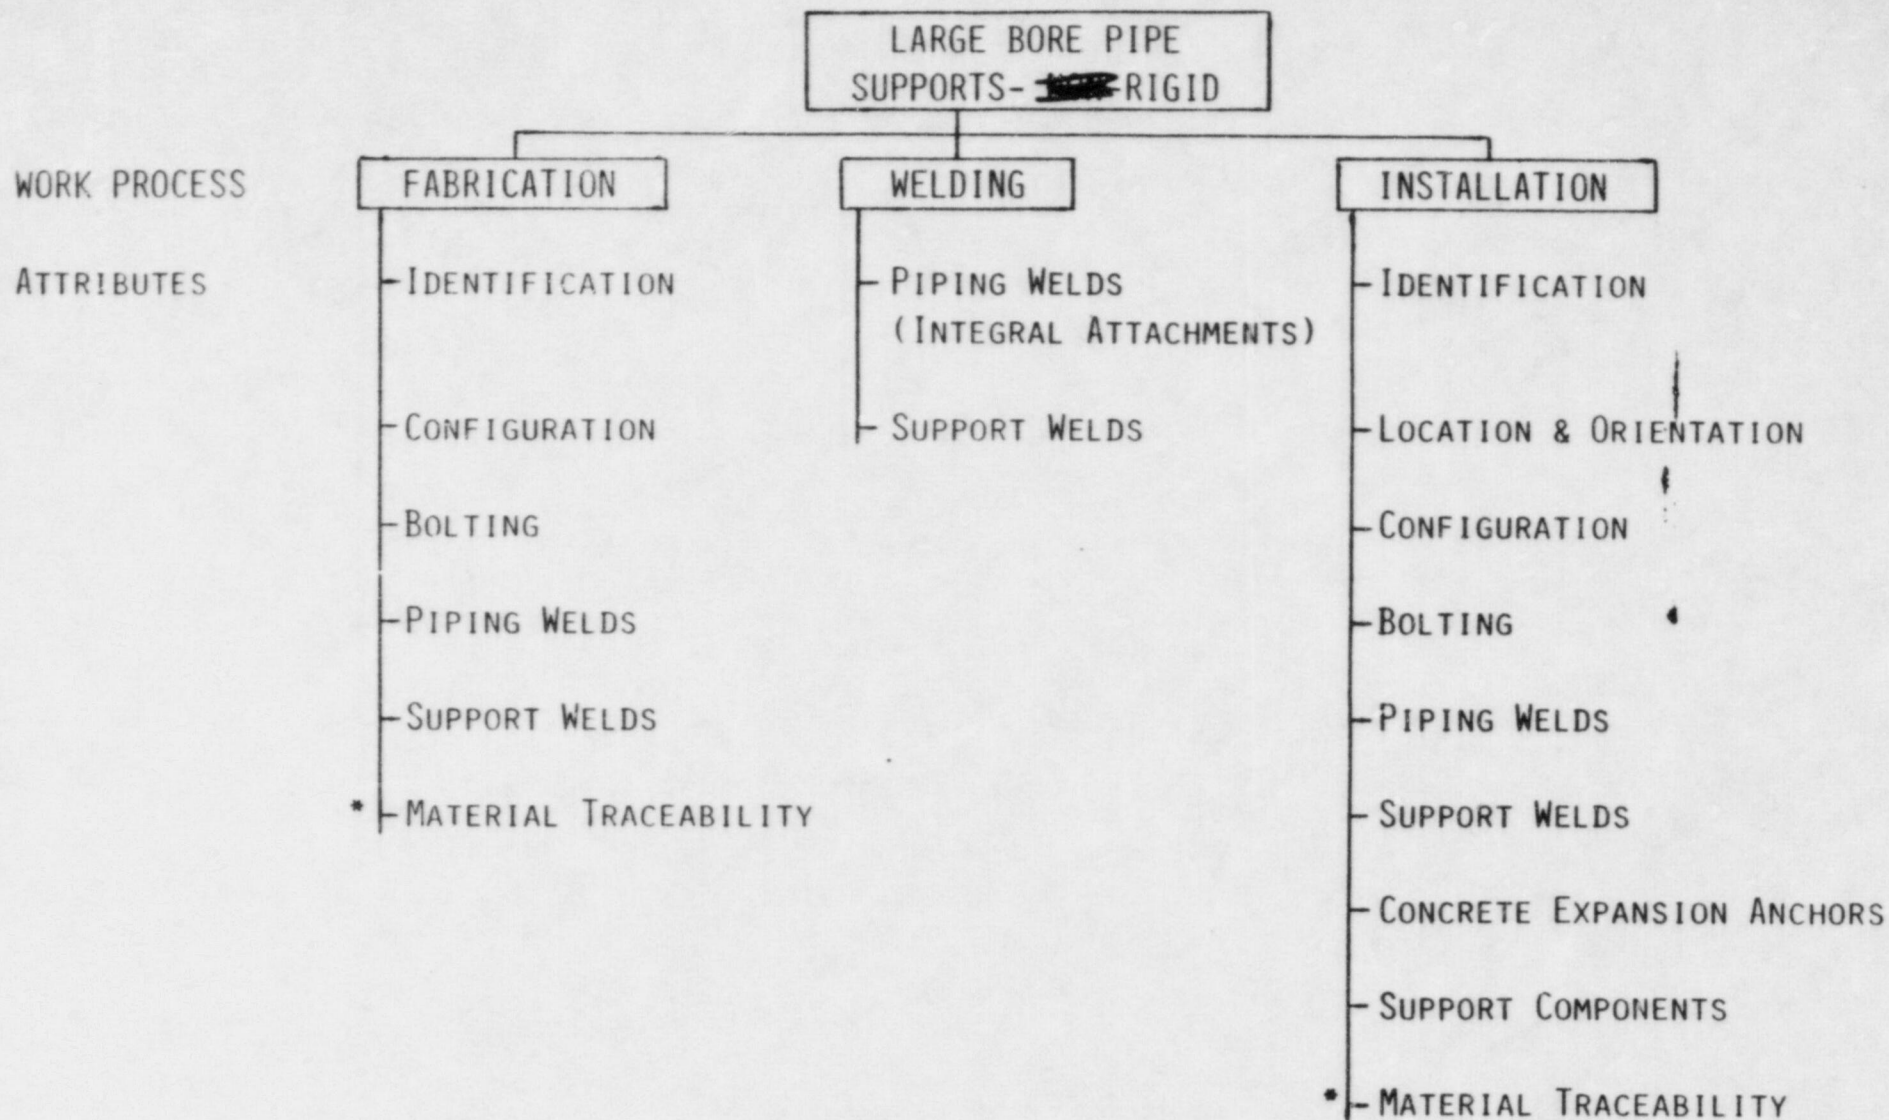 LARGE BORE PIPE
SUPPORTS- -RIGID
WORK PROCESS
FABRICATION
WELDING
INSTALLATION
ATTRIBUTES
IDENTIFICATION
PIPING WELDS
(INTEGRAL ATTACHMENTS)
IDENTIFICATION
CONFIGURATION
SUPPORT WELDS
LOCATION & ORIENTATION
BOLTING
CONFIGURATION
PIPING WELDS
BOLTING
SUPPORT WELDS
PIPING WELDS
* MATERIAL TRACEABILITY
SUPPORT WELDS
CONCRETE EXPANSION ANCHORS
SUPPORT COMPONENTS
* MATERIAL TRACEABILITY